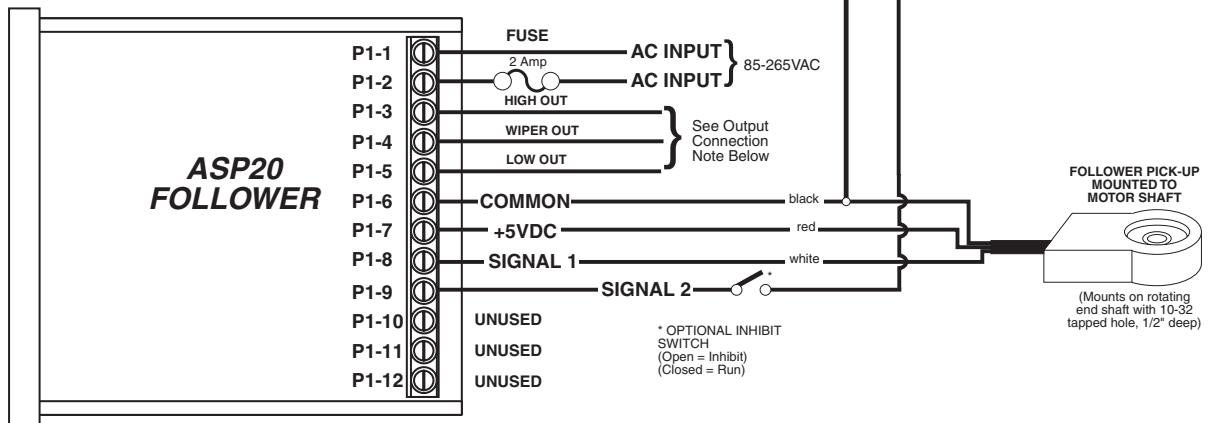 ASP20
FOLLOWER
P1-1
P1-2
P1-3
P1-4
P1-5
P1-6
P1-7
P1-8
P1-9
P1-10
P1-11
P1-12
FUSE
2 Amp
AC INPUT
AC INPUT
85-265VAC
HIGH OUT
WIPER OUT
LOW OUT
See Output
Connection
Note Below
COMMON
black
+5VDC
red
SIGNAL 1
white
SIGNAL 2
*
UNUSED
UNUSED
UNUSED
* OPTIONAL INHIBIT
SWITCH
(Open = Inhibit)
(Closed = Run)
FOLLOWER PICK-UP
MOUNTED TO
MOTOR SHAFT
(Mounts on rotating
end shaft with 10-32
tapped hole, 1/2" deep)